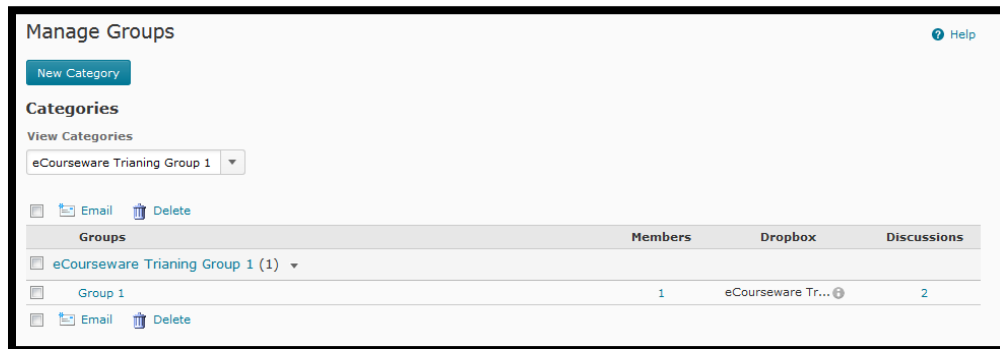 Manage Groups
Help
New Category
Categories
View Categories
eCourseware Trianing Group 1
Email Delete
Groups Members Dropbox Discussions
eCourseware Trianing Group 1 (1)
Group 1 1 eCourseware Tr... 2
Email Delete